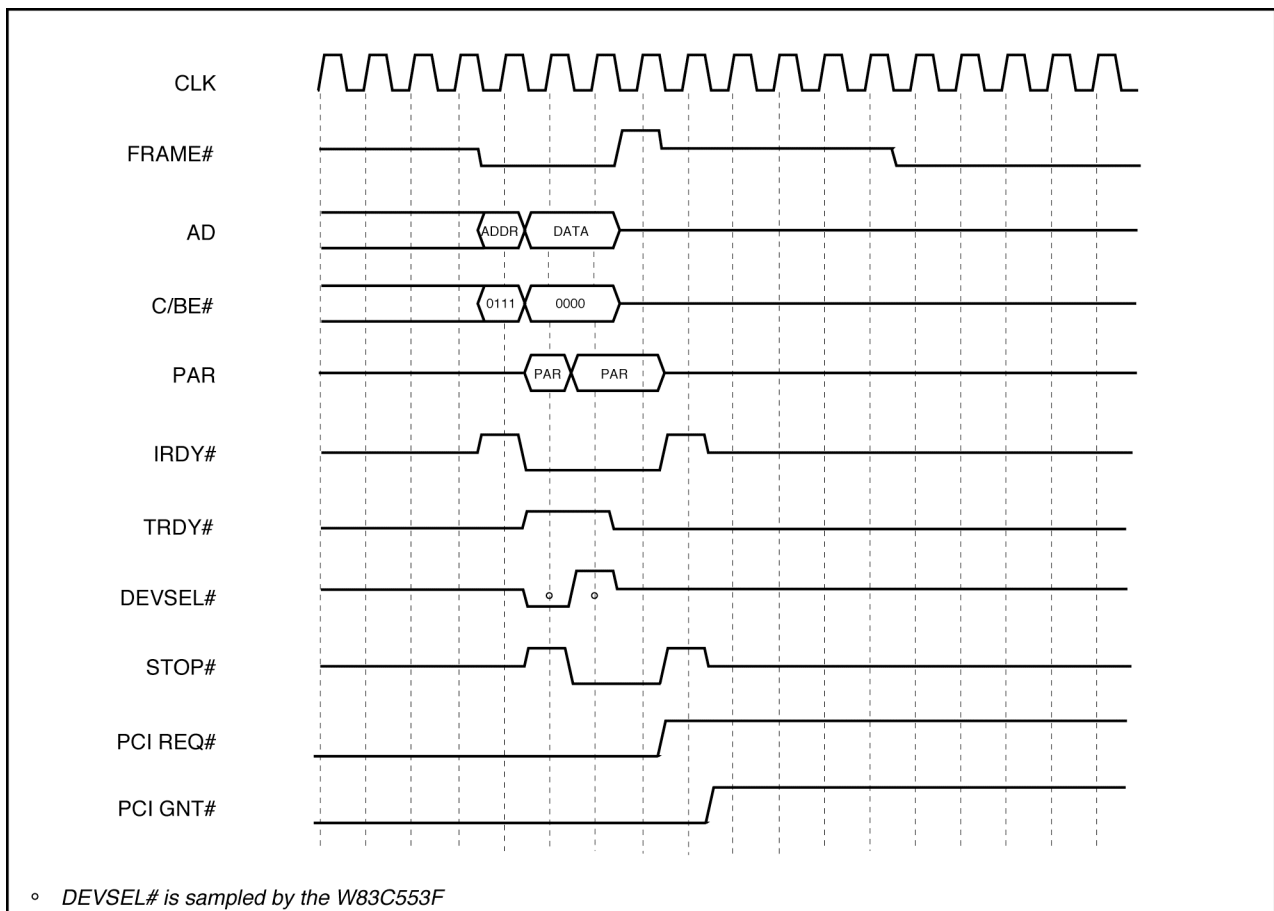 CLK
FRAME#
AD
ADDR DATA
C/BE#
0111 0000
PAR
PAR PAR
IRDY#
TRDY#
DEVSEL#
STOP#
PCI REQ#
PCI GNT#
° DEVSEL# is sampled by the W83C553F